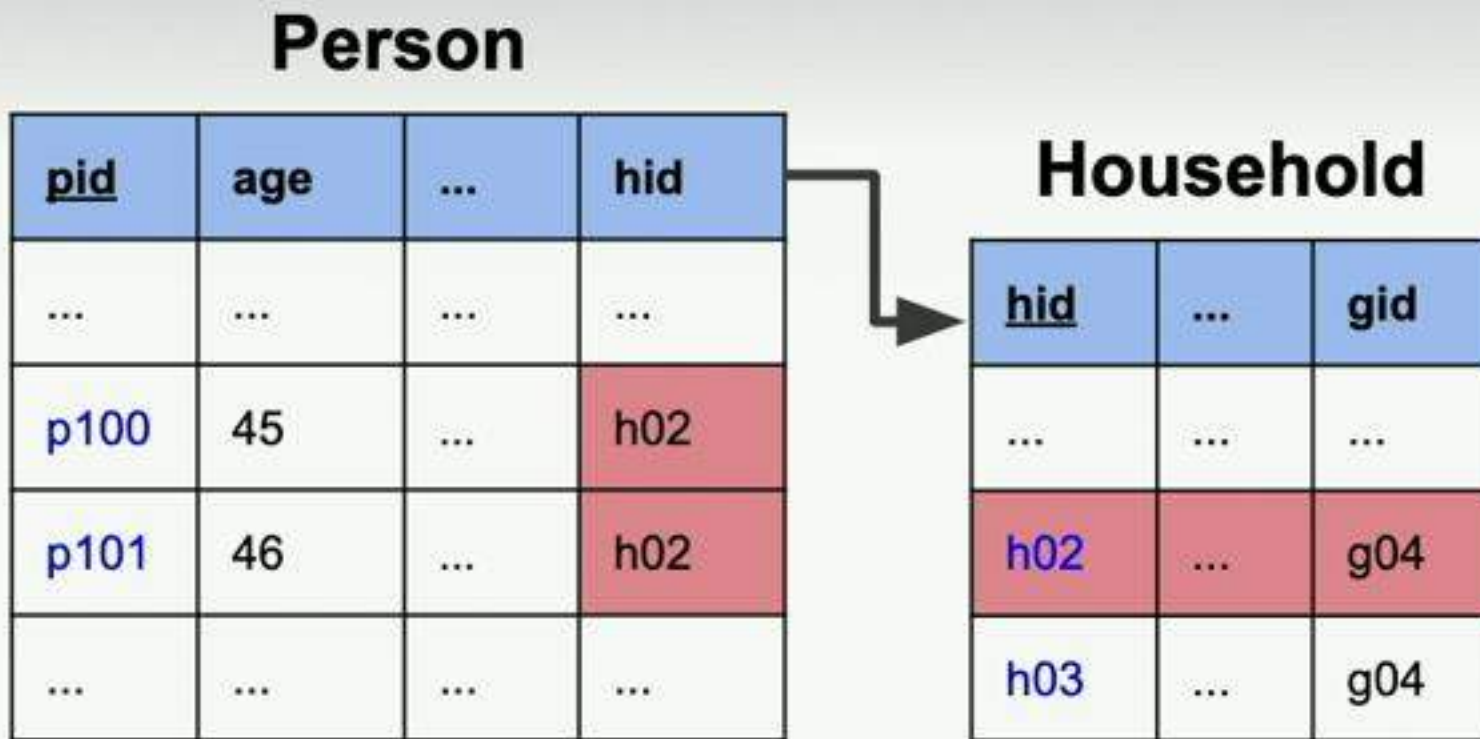 Person
pid age ... hid
... ... ... ...
p100 45 ... h02
p101 46 ... h02
... ... ... ...
Household
hid ... gid
... ... ...
h02 ... g04
h03 ... g04